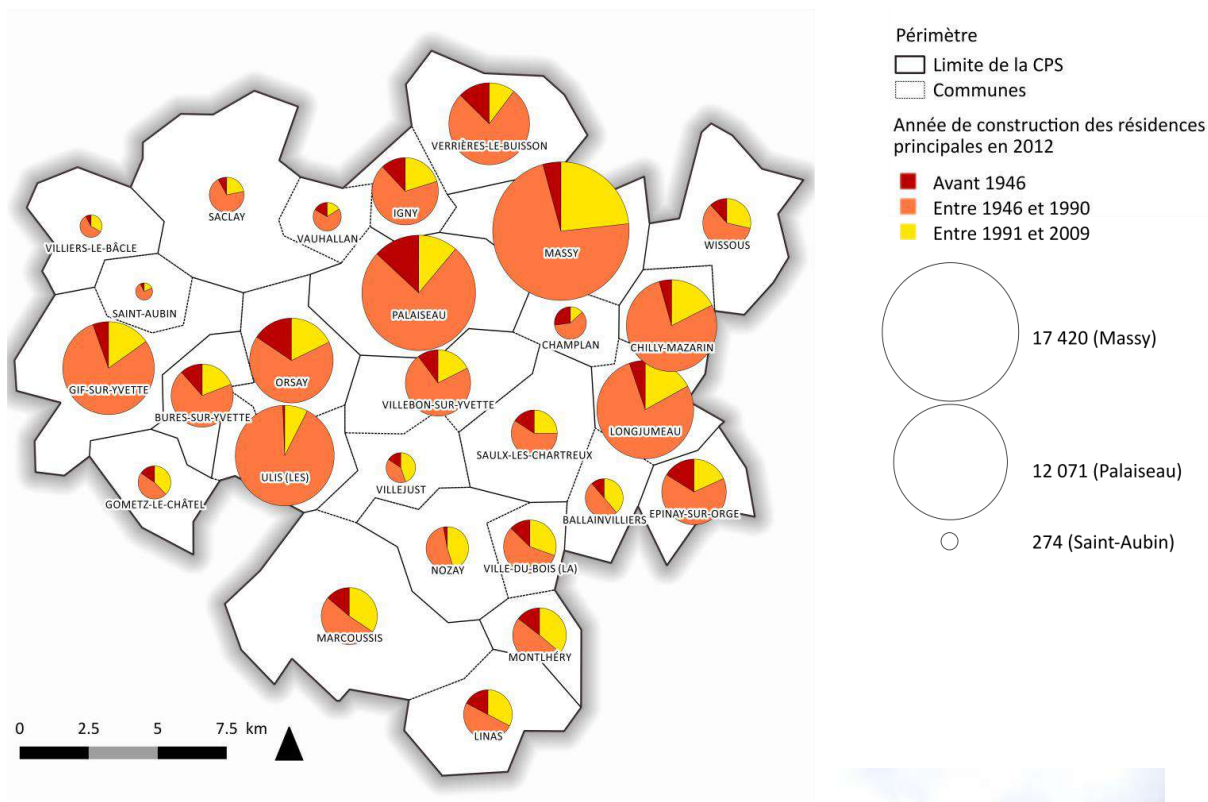 VERRIÈRES-LE-BUISSON
IGNY
SACLAY
VAUHALLAN
VILLIERS-LE-BÂCLE
WISSOUS
MASSY
SAINT-AUBIN
PALAISEAU
CHAMPLAN
CHILLY-MAZARIN
GIF-SUR-YVETTE
ORSAY
VILLEBON-SUR-YVETTE
BURES-SUR-YVETTE
LONGJUMEAU
SAULX-LES-CHARTREUX
ULIS (LES)
VILLEJUST
GOMETZ-LE-CHÂTEL
BALLAINVILLIERS
EPINAY-SUR-ORGE
NOZAY
VILLE-DU-BOIS (LA)
MARCOUSSIS
MONTLHÉRY
LINAS
0 2.5 5 7.5 km
Périmètre
Limite de la CPS
Communes
Année de construction des résidences
principales en 2012
Avant 1946
Entre 1946 et 1990
Entre 1991 et 2009
17 420 (Massy)
12 071 (Palaiseau)
274 (Saint-Aubin)